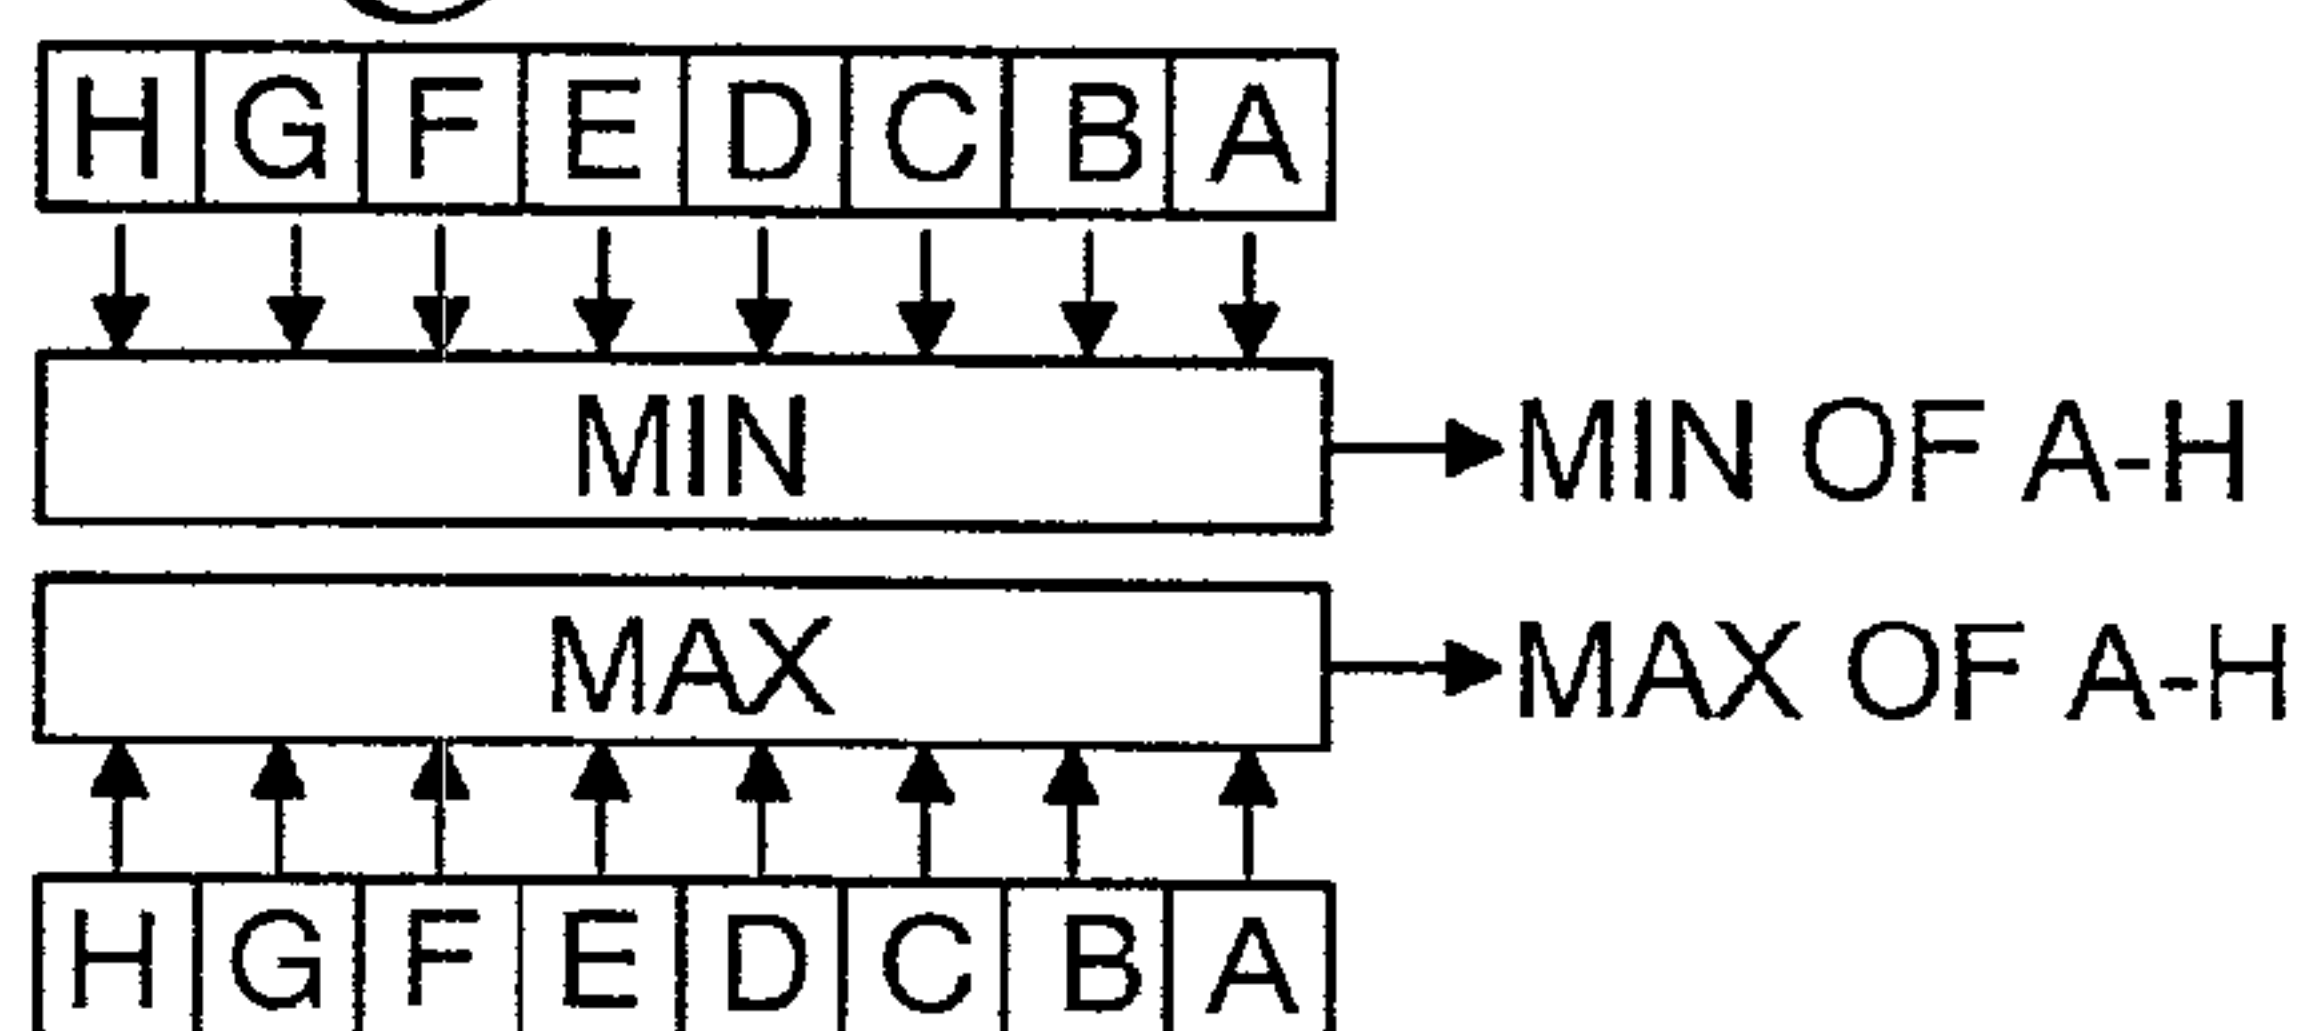 H G F E D C B A
MIN
MIN OF A-H
MAX
MAX OF A-H
H G F E D C B A